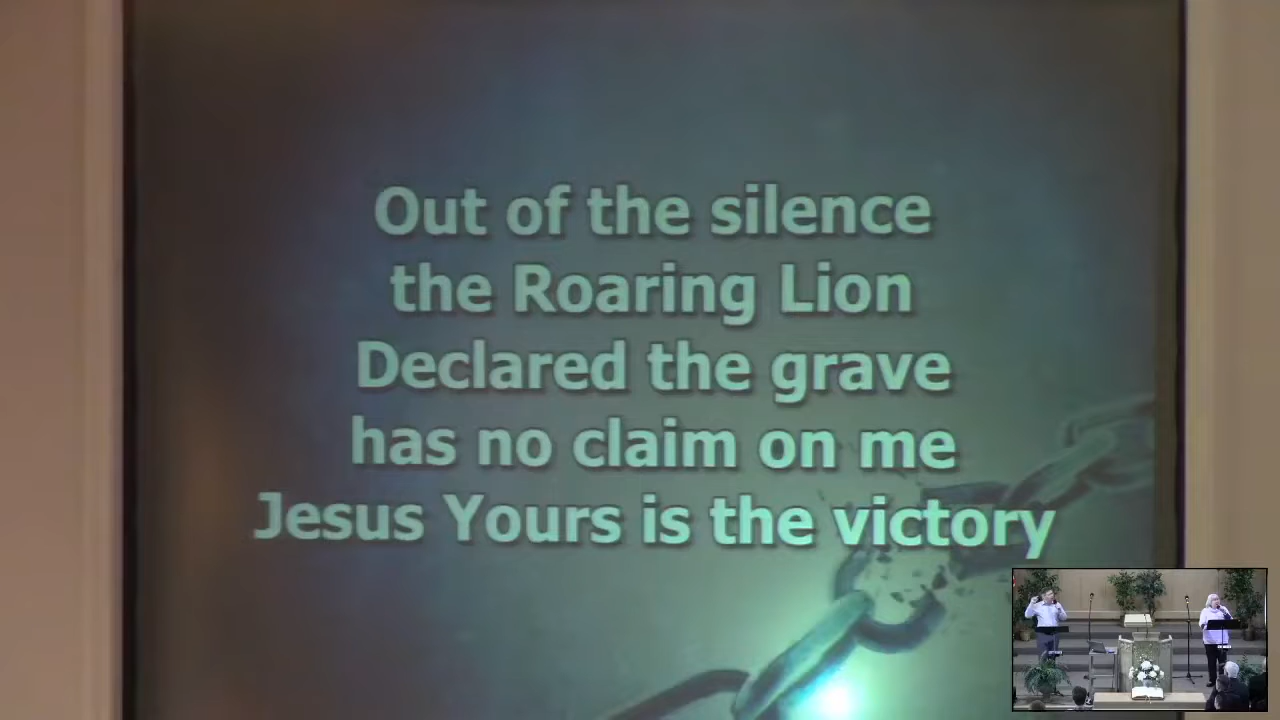 Out of the silence
the Roaring Lion
Declared the grave
has no claim on me
Jesus Yours is the victory